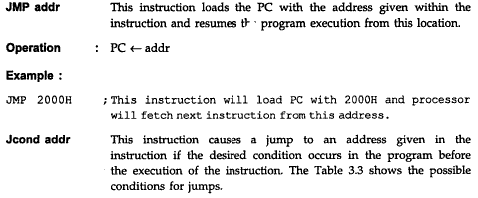 JMP addr This instruction loads the PC with the address given within the
instruction and resumes program execution from this location.
Operation : PC ← addr
Example :
JMP 2000H ; This instruction will load PC with 2000H and processor
will fetch next instruction from this address.
Jcond addr This instruction causes a jump to an address given in the
instruction if the desired condition occurs in the program before
the execution of the instruction. The Table 3.3 shows the possible
conditions for jumps.